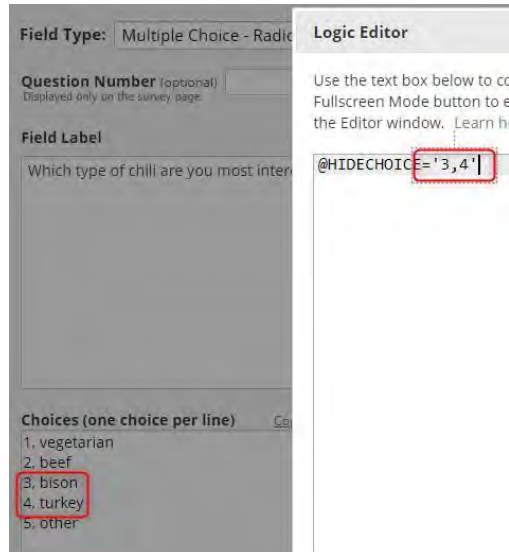 Field Type: Multiple Choice - Radio
Question Number (optional)
Displayed only on the survey page.
Field Label
Which type of chili are you most inter
Choices (one choice per line) Co
1, vegetarian
2, beef
3, bison
4, turkey
5, other
Logic Editor
Use the text box below to co
Fullscreen Mode button to e
the Editor window. Learn h
@HIDECHOICE='3,4'